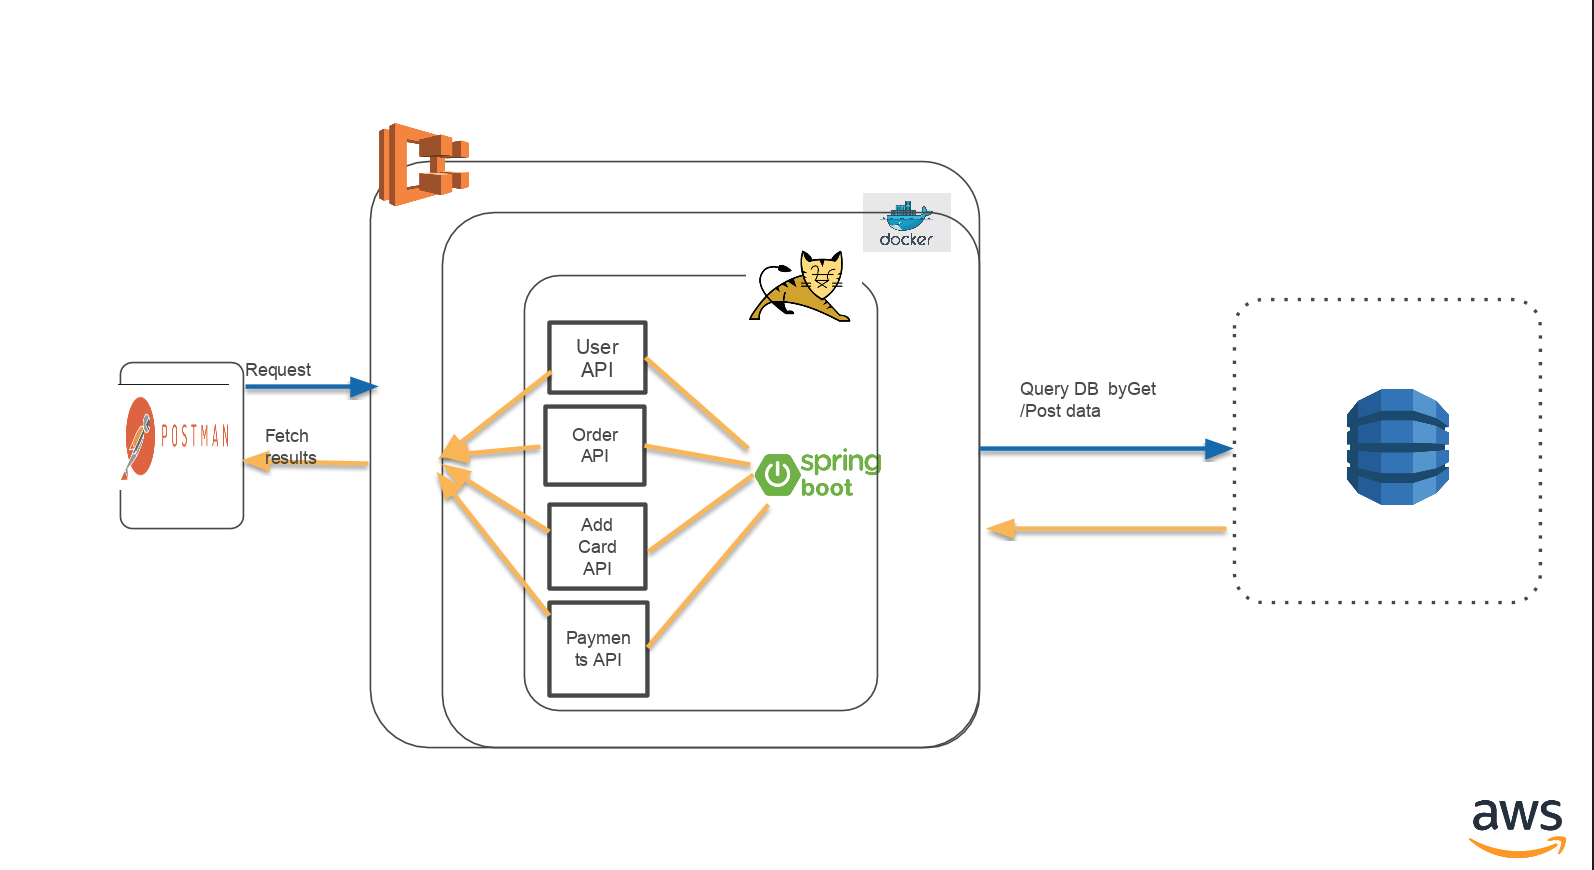 docker
User
API
Request
POSTMAN
Fetch
results
Order
API
spring
boot
Add
Card
API
Paymen
ts API
Query DB  byGet
/Post data
aws